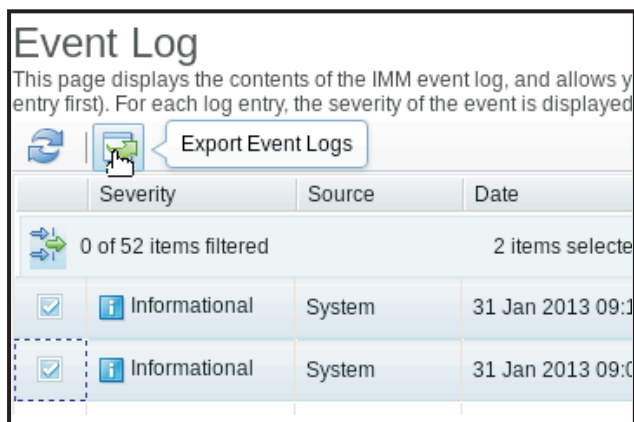 Event Log
This page displays the contents of the IMM event log, and allows
entry first). For each log entry, the severity of the event is displayed
Export Event Logs
Severity Source Date
0 of 52 items filtered 2 items selecte
Informational System 31 Jan 2013 09:1
Informational System 31 Jan 2013 09:0